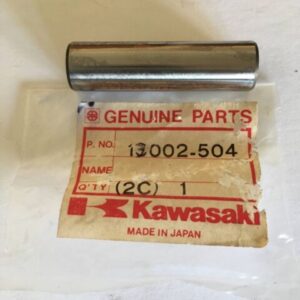 GENUINE PARTS
P. NO. 13002-504
NAME
Q'TY (2C) 1
Kawasaki
MADE IN JAPAN